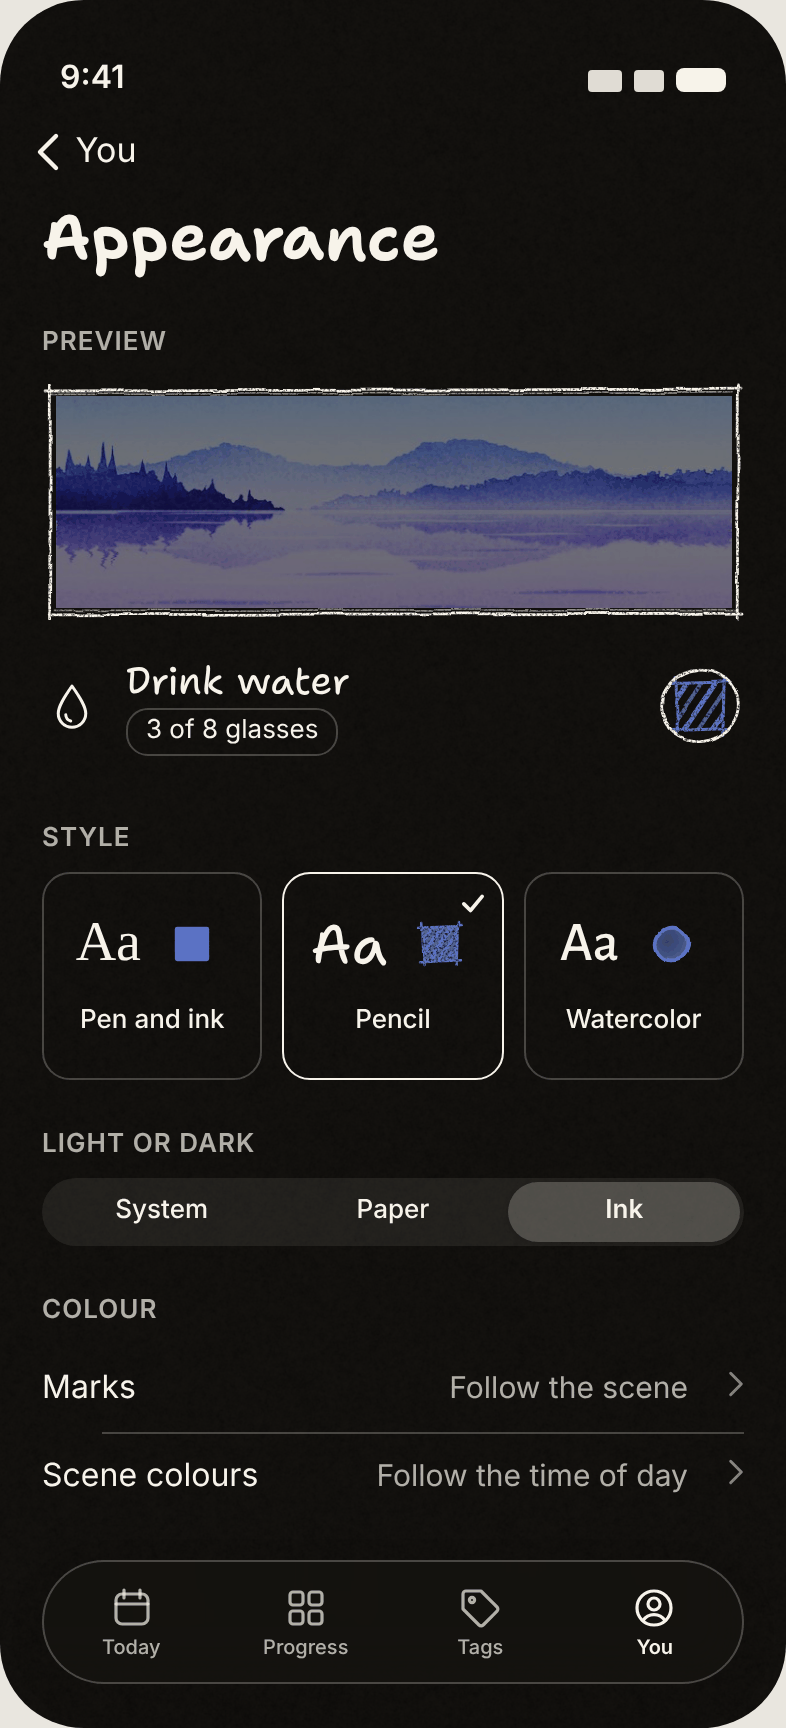 9:41
You
Appearance
PREVIEW
Drink water
3 of 8 glasses
STYLE
Aa
Aa
Aa
Pen and ink
Pencil
Watercolor
LIGHT OR DARK
System
Paper
Ink
COLOUR
Marks
Follow the scene
Scene colours
Follow the time of day
Today
Progress
Tags
You